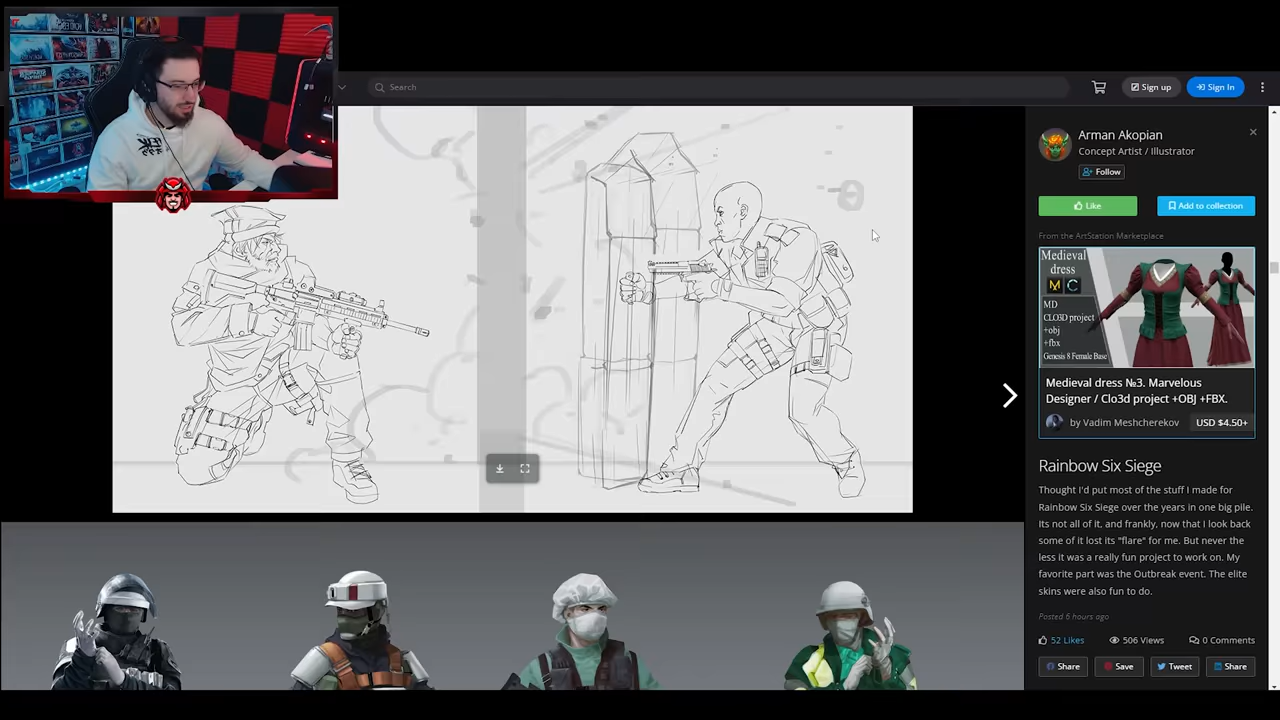 Search
Sign up
Sign In
Arman Akopian
Concept Artist / Illustrator
Follow
Like
Add to collection
From the ArtStation Marketplace
Medieval
dress
M C
MD
CLO3D project
+obj
+fbx
Genesis 8 Female Base
Medieval dress №3. Marvelous
Designer / Clo3d project +OBJ +FBX.
by Vadim Meshcherekov
USD $4.50+
Rainbow Six Siege
Thought I'd put most of the stuff I made for
Rainbow Six Siege over the years in one big pile.
Its not all of it, and frankly, now that I look back
some of it lost its "flare" for me. But never the
less it was a really fun project to work on. My
favorite part was the Outbreak event. The elite
skins were also fun to do.
Posted 6 hours ago
52 Likes
506 Views
0 Comments
Share
Save
Tweet
Share